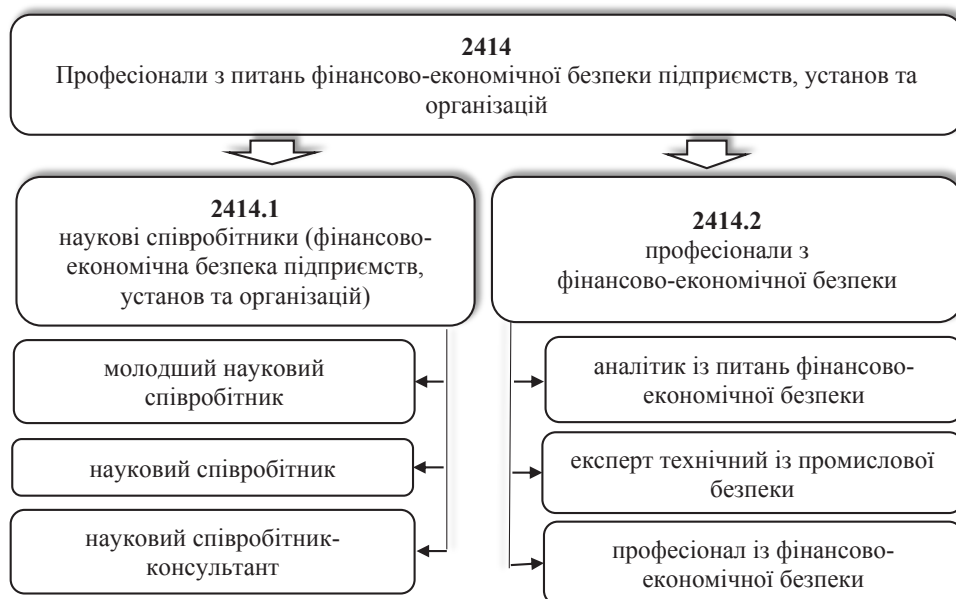 2414
Професіонали з питань фінансово-економічної безпеки підприємств, установ та
організацій
2414.1
наукові співробітники (фінансово-
економічна безпека підприємств,
установ та організацій)
2414.2
професіонали з
фінансово-економічної безпеки
молодший науковий
співробітник
науковий співробітник
науковий співробітник-
консультант
аналітик із питань фінансово-
економічної безпеки
експерт технічний із промислової
безпеки
професіонал із фінансово-
економічної безпеки